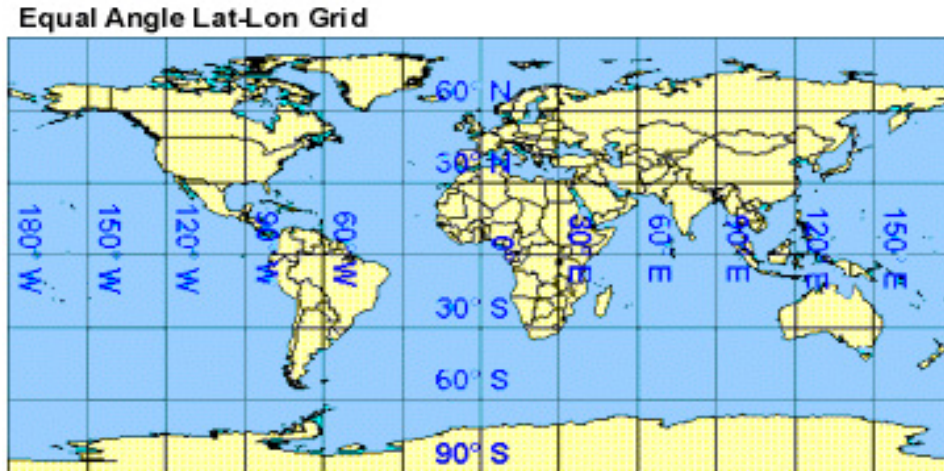 Equal Angle Lat-Lon Grid
60° N
30° N
180° W
150° W
120° W
90° W
60° W
0°
30° E
60° E
90° E
120° E
150° E
30° S
60° S
90° S